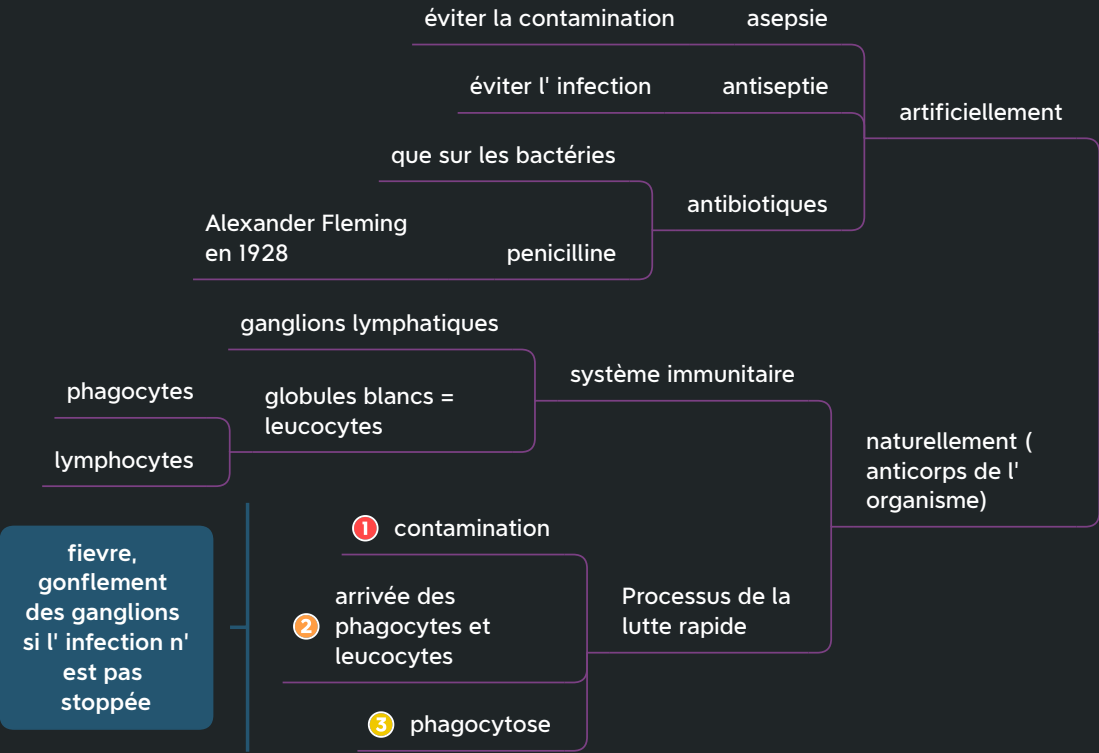 éviter la contamination
asepsie
éviter l' infection
antiseptie
artificiellement
que sur les bactéries
antibiotiques
Alexander Fleming
en 1928
penicilline
ganglions lymphatiques
système immunitaire
phagocytes
globules blancs =
leucocytes
lymphocytes
naturellement (
anticorps de l'
organisme)
1 contamination
fievre,
gonflement
des ganglions
si l' infection n'
est pas
stoppée
2 arrivée des
phagocytes et
leucocytes
Processus de la
lutte rapide
3 phagocytose